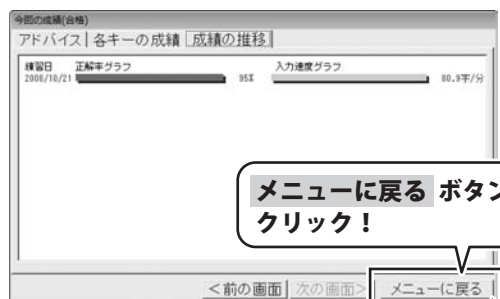 今回の成績(合格)
アドバイス 各キーの成績 成績の推移
練習日 正解率グラフ 入力速度グラフ
2008/10/21 95% 80.9字/分
メニューに戻る ボタン
クリック！
<前の画面 次の画面> メニューに戻る